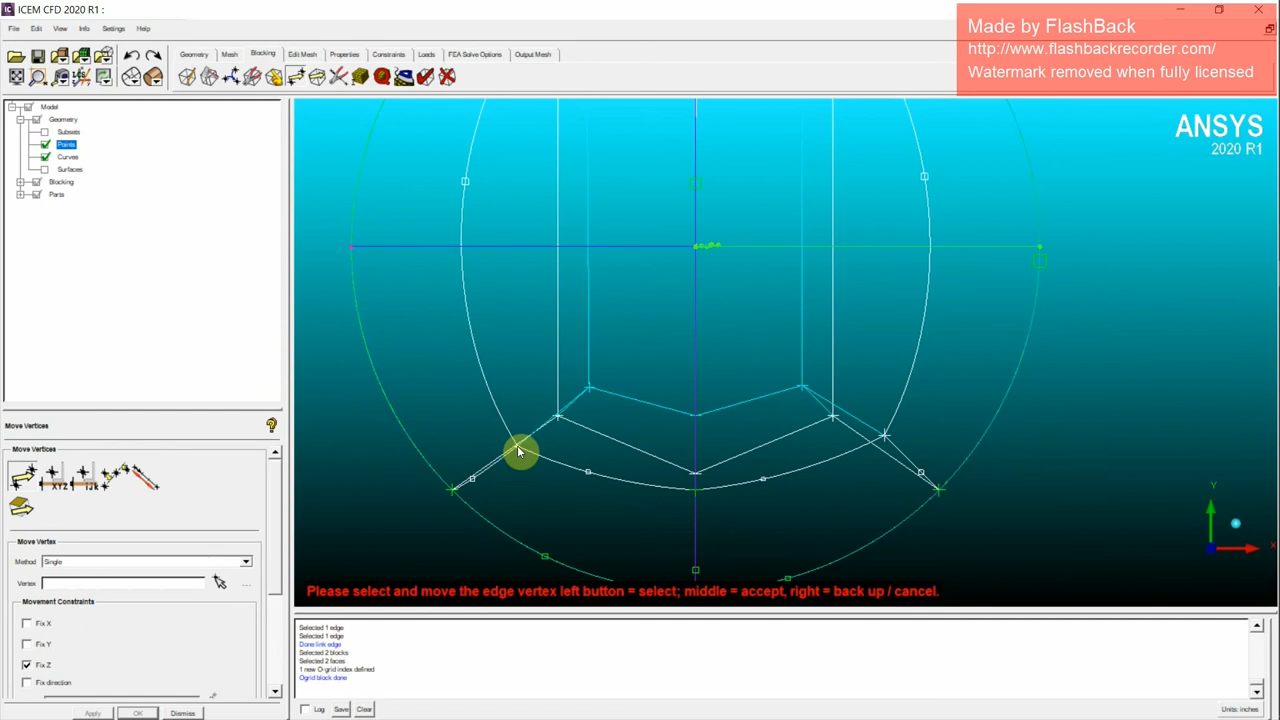 ICEM CFD 2020 R1 :
File Edit View Info Settings Help
Geometry Mesh Blocking Edit Mesh Properties Constraints Loads FEA Solve Options Output Mesh
Made by FlashBack
http://www.flashbackrecorder.com/
Watermark removed when fully licensed
Model
Geometry
Subsets
Points
Curves
Surfaces
Blocking
Parts
ANSYS
2020 R1
Y
X
Please select and move the edge vertex left button = select; middle = accept, right = back up / cancel.
Move Vertices
Move Vertices
XYZ
ijk
Move Vertex
Method Single
Vertex
Movement Constraints
Fix X
Fix Y
Fix Z
Fix direction
Apply OK Dismiss
Selected 1 edge
Selected 1 edge
Done link edge
Selected 2 blocks
Selected 2 faces
1 new O-grid index defined
Ogrid block done
Log Save Clear
Units: inches